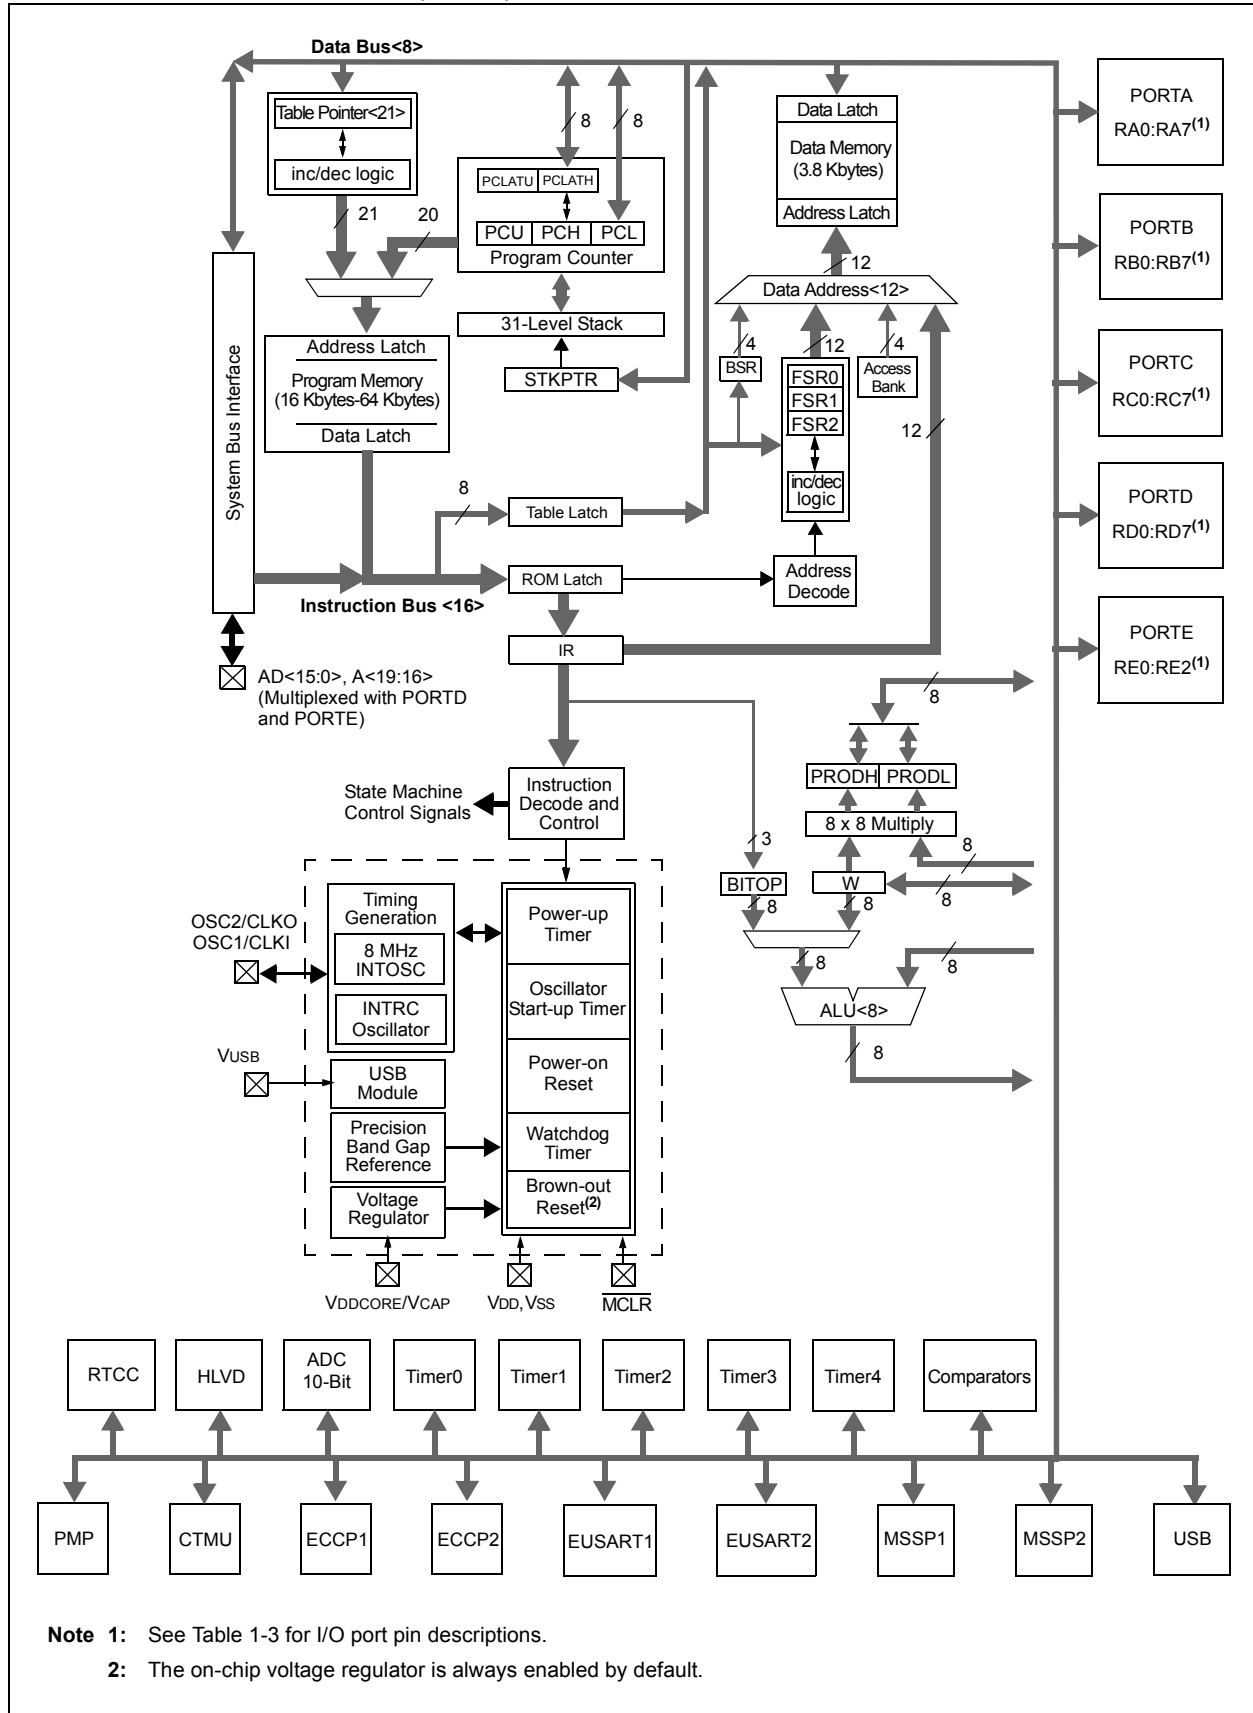 Data Bus<8>
Table Pointer<21>
inc/dec logic
21
20
8
8
PCLATU PCLATH
PCU PCH PCL
Program Counter
31-Level Stack
STKPTR
Data Latch
Data Memory
(3.8 Kbytes)
Address Latch
12
Data Address<12>
4
12
4
BSR
FSR0
FSR1
FSR2
inc/dec
logic
Access
Bank
12
Address
Decode
System Bus Interface
Address Latch
Program Memory
(16 Kbytes-64 Kbytes)
Data Latch
8
Table Latch
ROM Latch
Instruction Bus <16>
IR
AD<15:0>, A<19:16>
(Multiplexed with PORTD
and PORTE)
PORTA
RA0:RA7(1)
PORTB
RB0:RB7(1)
PORTC
RC0:RC7(1)
PORTD
RD0:RD7(1)
PORTE
RE0:RE2(1)
State Machine
Control Signals
Instruction
Decode and
Control
8
PRODH PRODL
8 x 8 Multiply
3
8
BITOP
W
8
8
8
8
8
ALU<8>
8
OSC2/CLKO
OSC1/CLKI
Timing
Generation
8 MHz
INTOSC
INTRC
Oscillator
VUSB
USB
Module
Precision
Band Gap
Reference
Voltage
Regulator
Power-up
Timer
Oscillator
Start-up Timer
Power-on
Reset
Watchdog
Timer
Brown-out
Reset(2)
VDDCORE/VCAP
VDD, VSS
MCLR
RTCC
HLVD
ADC
10-Bit
Timer0
Timer1
Timer2
Timer3
Timer4
Comparators
PMP
CTMU
ECCP1
ECCP2
EUSART1
EUSART2
MSSP1
MSSP2
USB
Note 1: See Table 1-3 for I/O port pin descriptions.
2: The on-chip voltage regulator is always enabled by default.